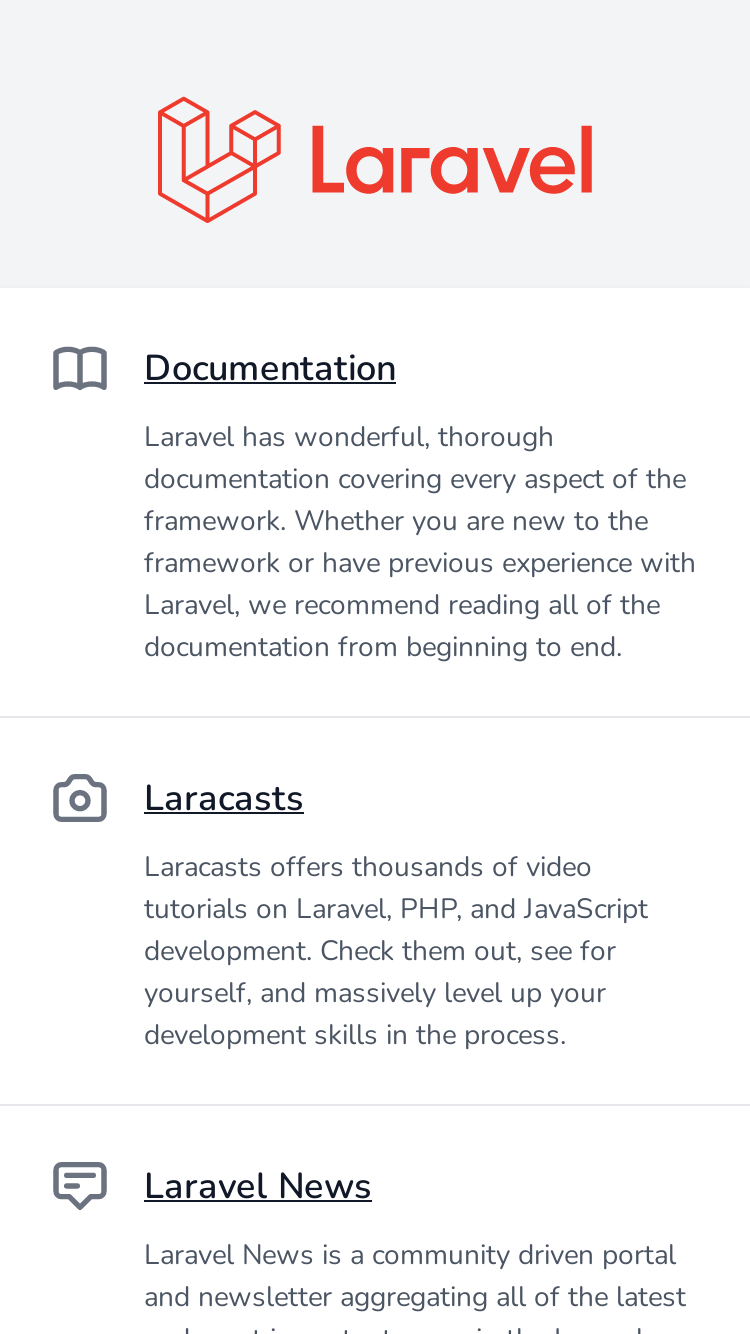 Laravel
Documentation
Laravel has wonderful, thorough
documentation covering every aspect of the
framework. Whether you are new to the
framework or have previous experience with
Laravel, we recommend reading all of the
documentation from beginning to end.
Laracasts
Laracasts offers thousands of video
tutorials on Laravel, PHP, and JavaScript
development. Check them out, see for
yourself, and massively level up your
development skills in the process.
Laravel News
Laravel News is a community driven portal
and newsletter aggregating all of the latest